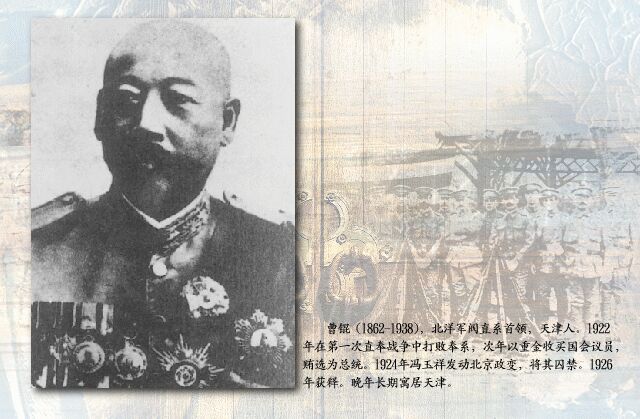 曹锟（1862-1938），北洋军阀直系首领，天津人。1922
年在第一次直奉战争中打败奉系，次年以重金收买国会议员，
贿选为总统。1924年冯玉祥发动北京政变，将其囚禁。1926
年获释。晚年长期寓居天津。